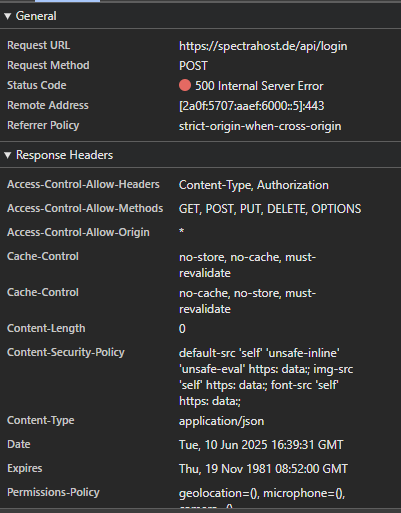 General
Request URL https://spectrahost.de/api/login
Request Method POST
Status Code 500 Internal Server Error
Remote Address [2a0f:5707:aaef:6000::5]:443
Referrer Policy strict-origin-when-cross-origin
Response Headers
Access-Control-Allow-Headers Content-Type, Authorization
Access-Control-Allow-Methods GET, POST, PUT, DELETE, OPTIONS
Access-Control-Allow-Origin *
Cache-Control no-store, no-cache, must-
revalidate
Cache-Control no-cache, no-store, must-
revalidate
Content-Length 0
Content-Security-Policy default-src 'self' 'unsafe-inline'
'unsafe-eval' https: data:; img-src
'self' https: data:; font-src 'self'
https: data:;
Content-Type application/json
Date Tue, 10 Jun 2025 16:39:31 GMT
Expires Thu, 19 Nov 1981 08:52:00 GMT
Permissions-Policy geolocation=(), microphone=(),